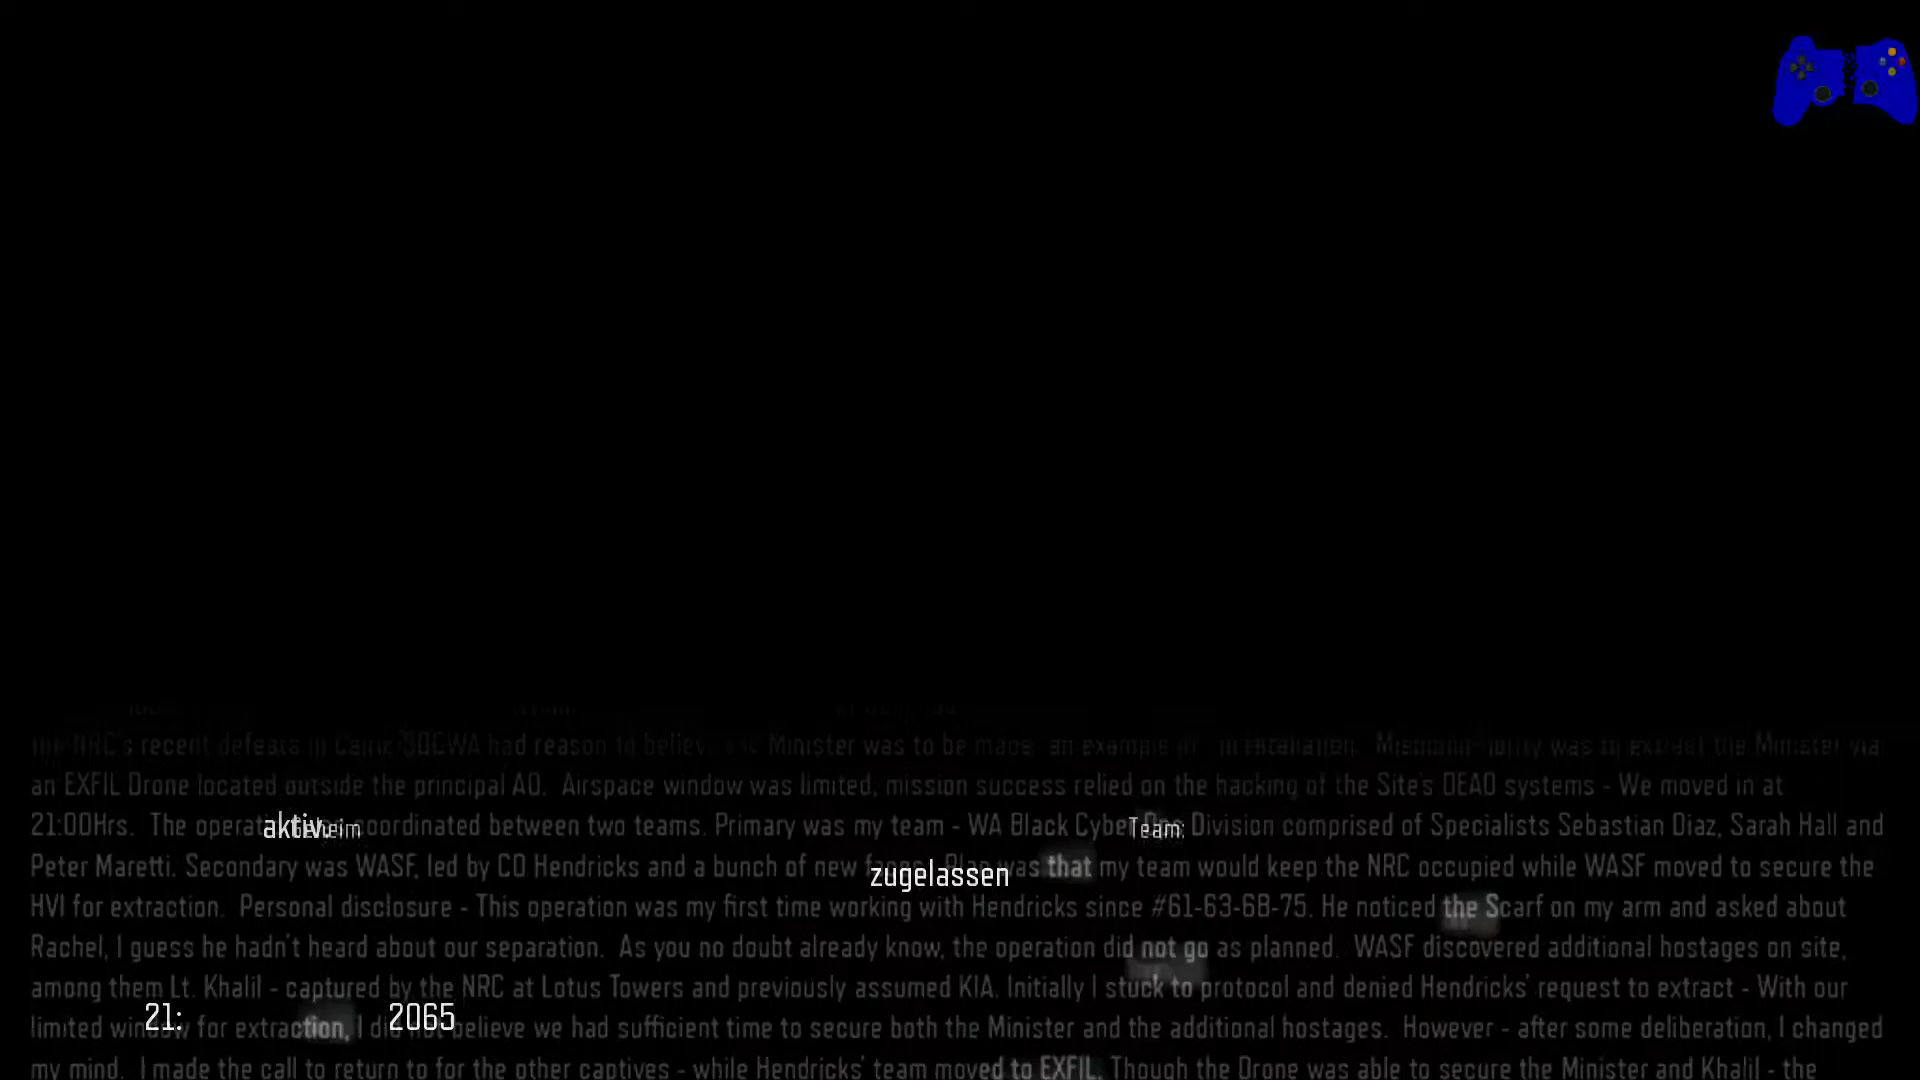 NRC's recent defeats in Cairo, SOCWA had reason to believe the Minister was to be made an example of in retaliation. Mission priority was to extract the Minister via
an EXFIL Drone located outside the principal AO. Airspace window was limited, mission success relied on the hacking of the Site's DEAD systems - We moved in at
21:00Hrs. The coordinated between two teams. Primary was my team - WA Black Cyber Division comprised of Specialists Sebastian Diaz, Sarah Hall and
aktiv.
Team:
Peter Maretti. Secondary was WASF, led by CO Hendricks and a bunch of new was that my team would keep the NRC occupied while WASF moved to secure the
zugelassen
HVI for extraction. Personal disclosure - This operation was my first time working with Hendricks since #61-63-6B-75. He noticed the Scarf on my arm and asked about
Rachel, I guess he hadn't heard about our separation. As you no doubt already know, the operation did not go as planned. WASF discovered additional hostages on site,
among them Lt. Khalil - captured by the NRC at Lotus Towers and previously assumed KIA. Initially I stuck to protocol and denied Hendricks' request to extract - With our
21: 2065
limited window for extraction, I did not believe we had sufficient time to secure both the Minister and the additional hostages. However - after some deliberation, I changed
my mind. I made the call to return to for the other captives - while Hendricks' team moved to EXFIL. Though the Drone was able to secure the Minister and Khalil - the